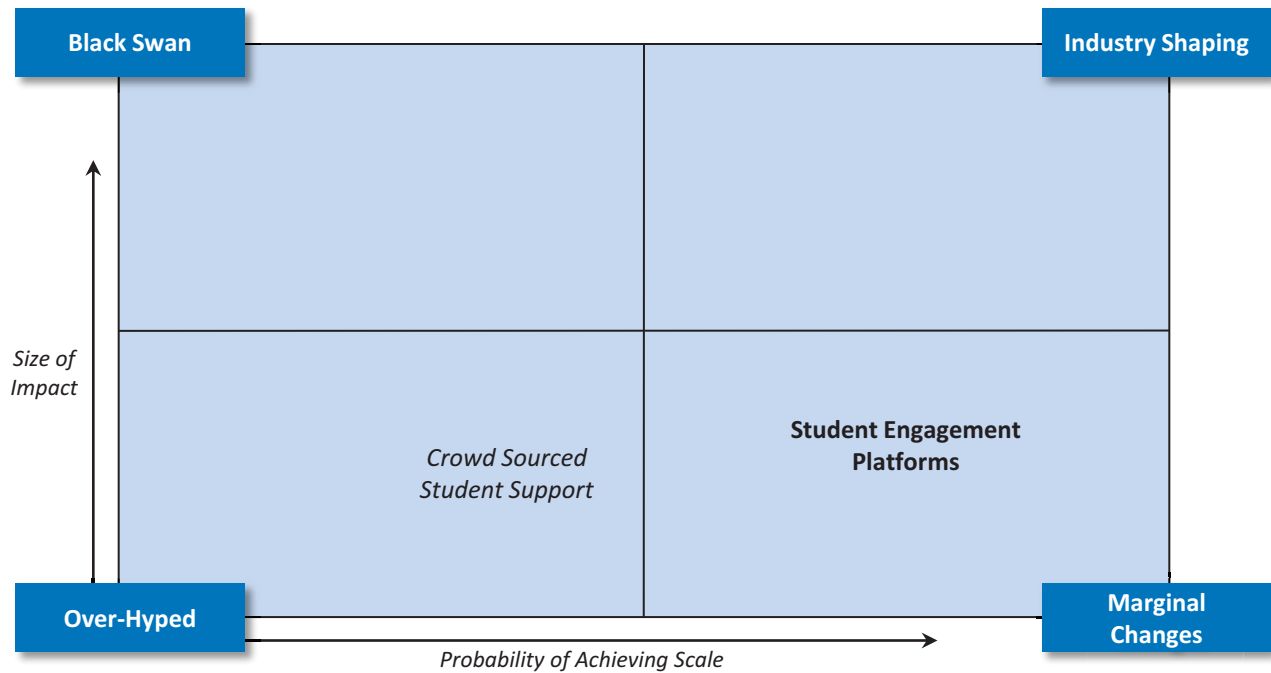 Black Swan
Industry Shaping
Size of
Impact
Crowd Sourced
Student Support
Student Engagement
Platforms
Over-Hyped
Marginal
Changes
Probability of Achieving Scale